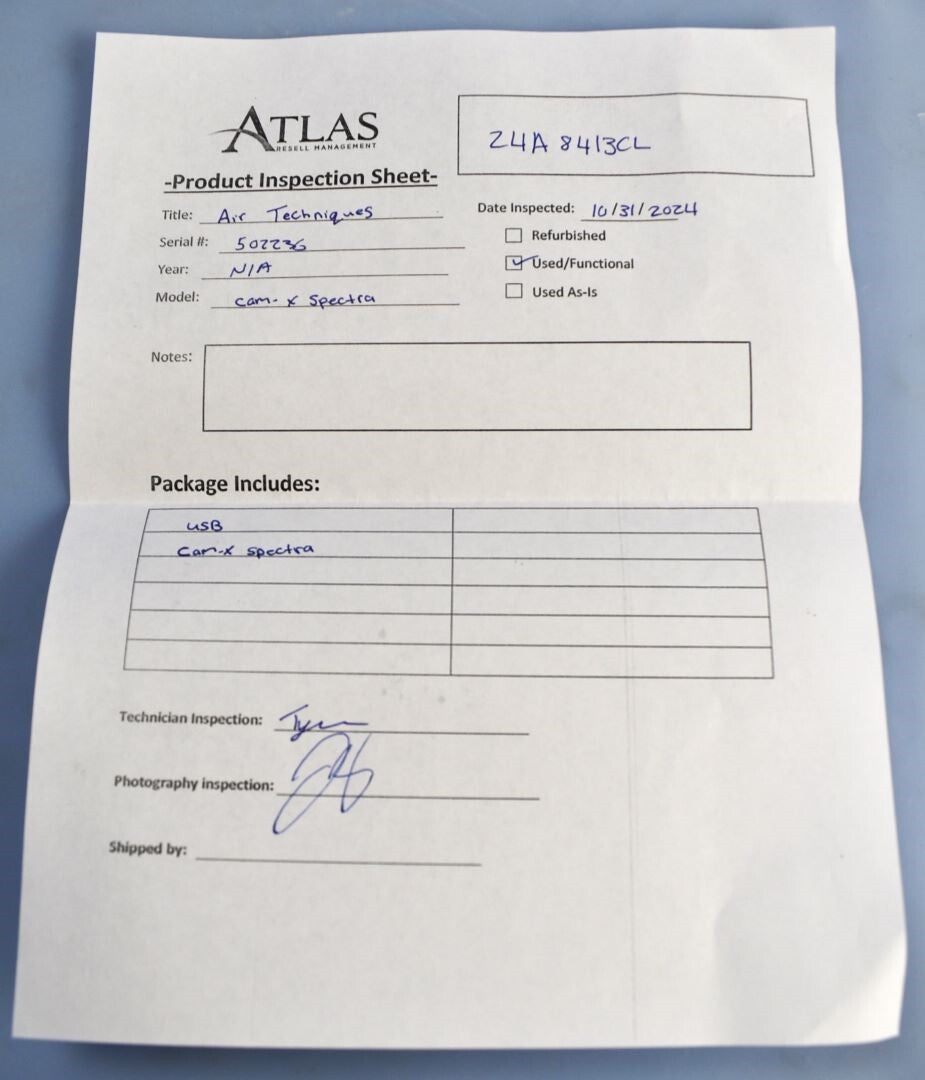 ATLAS
RESELL MANAGEMENT
24A8413CL
-Product Inspection Sheet-
Title: Air Techniques
Date Inspected: 10/31/2024
Serial #: 502236
Refurbished
Year: N/A
Used/Functional
Model: Cam-x Spectra
Used As-Is
Notes:
Package Includes:
USB
Cam-x Spectra
Technician Inspection:
Photography inspection:
Shipped by: